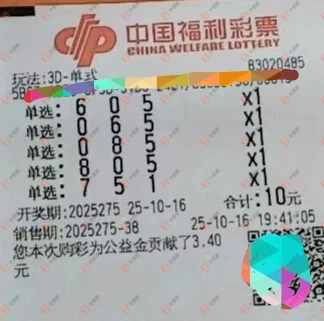 中国福利彩票
CHINA WELFARE LOTTERY
83020485
玩法:3D-单式
单选: 6 0 5 X1
单选: 0 6 5 X1
单选: 0 8 5 X1
单选: 8 0 5 X1
单选: 7 5 1 X1
开奖期:2025275 25-10-16 合计:10元
销售期:2025275-38 25-10-16 19:41:05
您本次购彩为公益金贡献了3.40
元